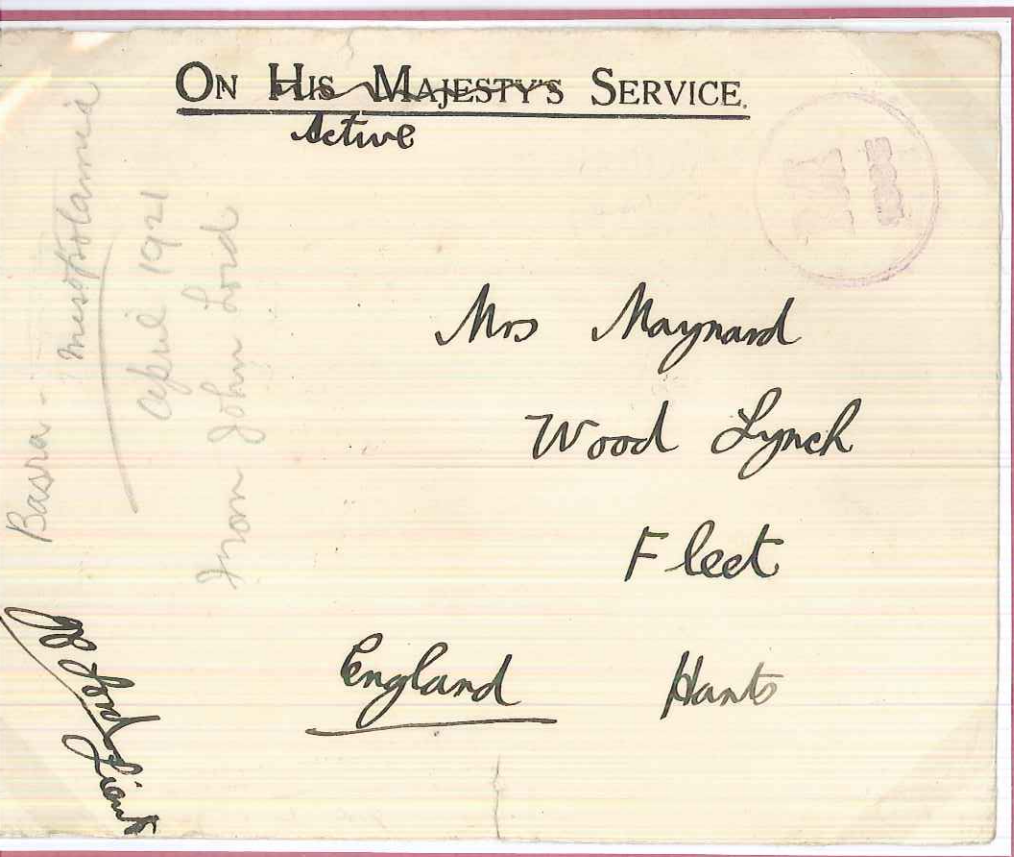 ON HIS MAJESTY'S SERVICE.
Active
Mrs Maynard
Wood Lynch
Fleet
England Hants
Basra - Mesopotamia
April 1921
From John Lord
Lord Lieut